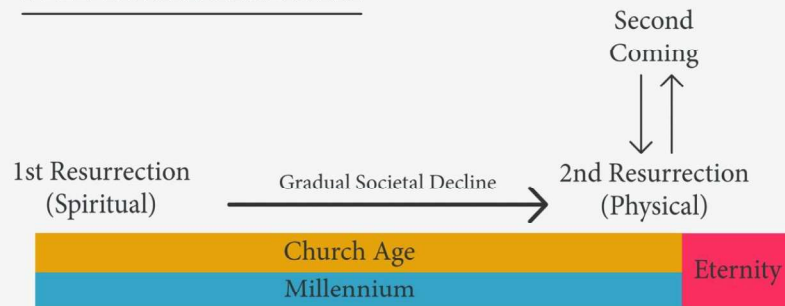 Second
Coming
1st Resurrection
(Spiritual)
Gradual Societal Decline
2nd Resurrection
(Physical)
Church Age
Millennium
Eternity